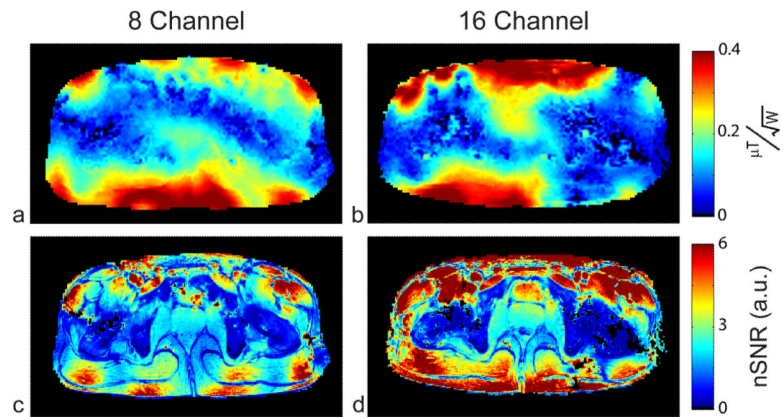 8 Channel
16 Channel
a
b
0.4
0.2
0
µT/√W
c
d
6
3
0
nSNR (a.u.)